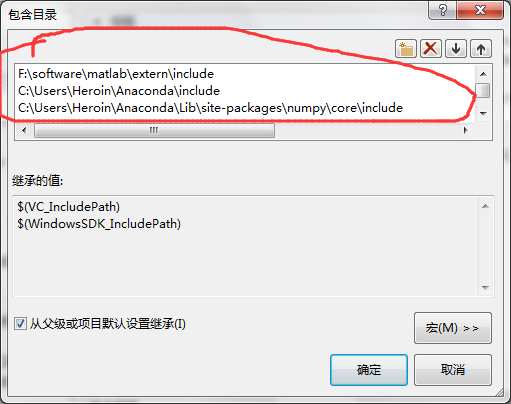 包含目录
F:\software\matlab\extern\include
C:\Users\Heroin\Anaconda\include
C:\Users\Heroin\Anaconda\Lib\site-packages\numpy\core\include
继承的值:
$(VC_IncludePath)
$(WindowsSDK_IncludePath)
从父级或项目默认设置继承(I)
宏(M) >>
确定
取消